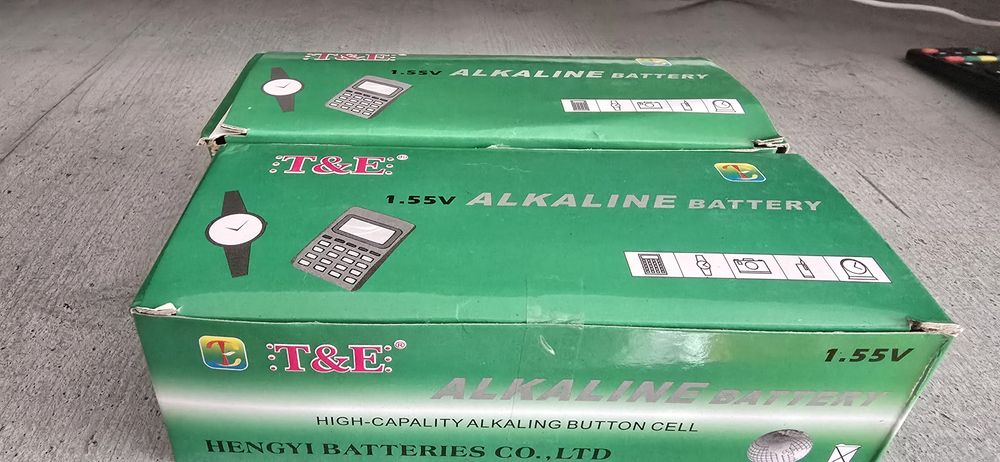 T&E
1.55V ALKALINE BATTERY
T&E®
1.55V ALKALINE BATTERY
T&E®
1.55V
ALKALINE BATTERY
HIGH-CAPALITY ALKALING BUTTON CELL
HENGYI BATTERIES CO.,LTD